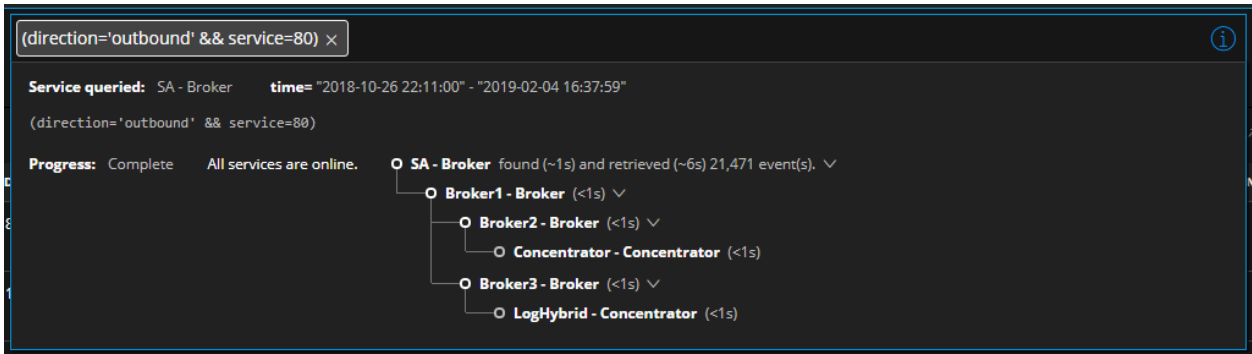 (direction='outbound' && service=80) ×
Service queried: SA - Broker time= "2018-10-26 22:11:00" - "2019-02-04 16:37:59"
(direction='outbound' && service=80)
Progress: Complete All services are online. SA - Broker found (~1s) and retrieved (~6s) 21,471 event(s).
Broker1 - Broker (<1s)
Broker2 - Broker (<1s)
Concentrator - Concentrator (<1s)
Broker3 - Broker (<1s)
LogHybrid - Concentrator (<1s)